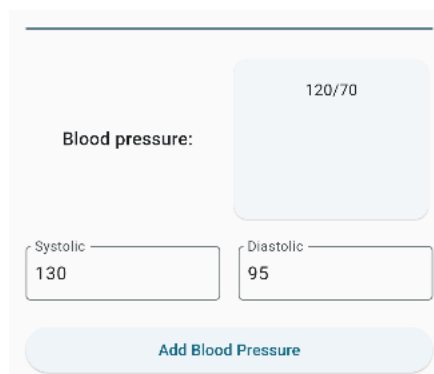 120/70
Blood pressure:
Systolic
Diastolic
130
95
Add Blood Pressure